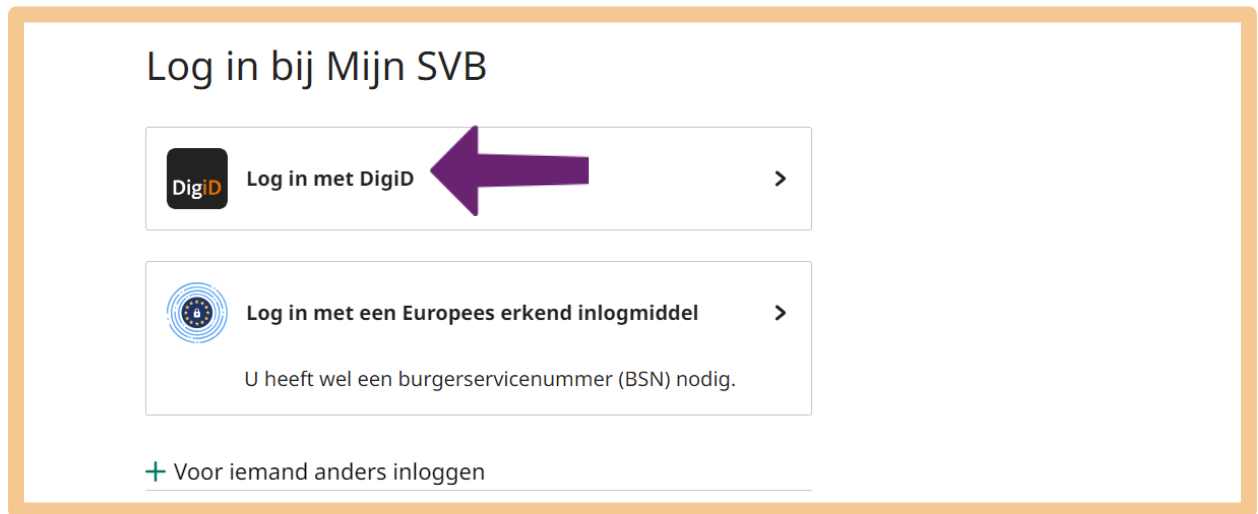 Log in bij Mijn SVB
DigiD
Log in met DigiD
Log in met een Europees erkend inlogmiddel
U heeft wel een burgerservicenummer (BSN) nodig.
Voor iemand anders inloggen